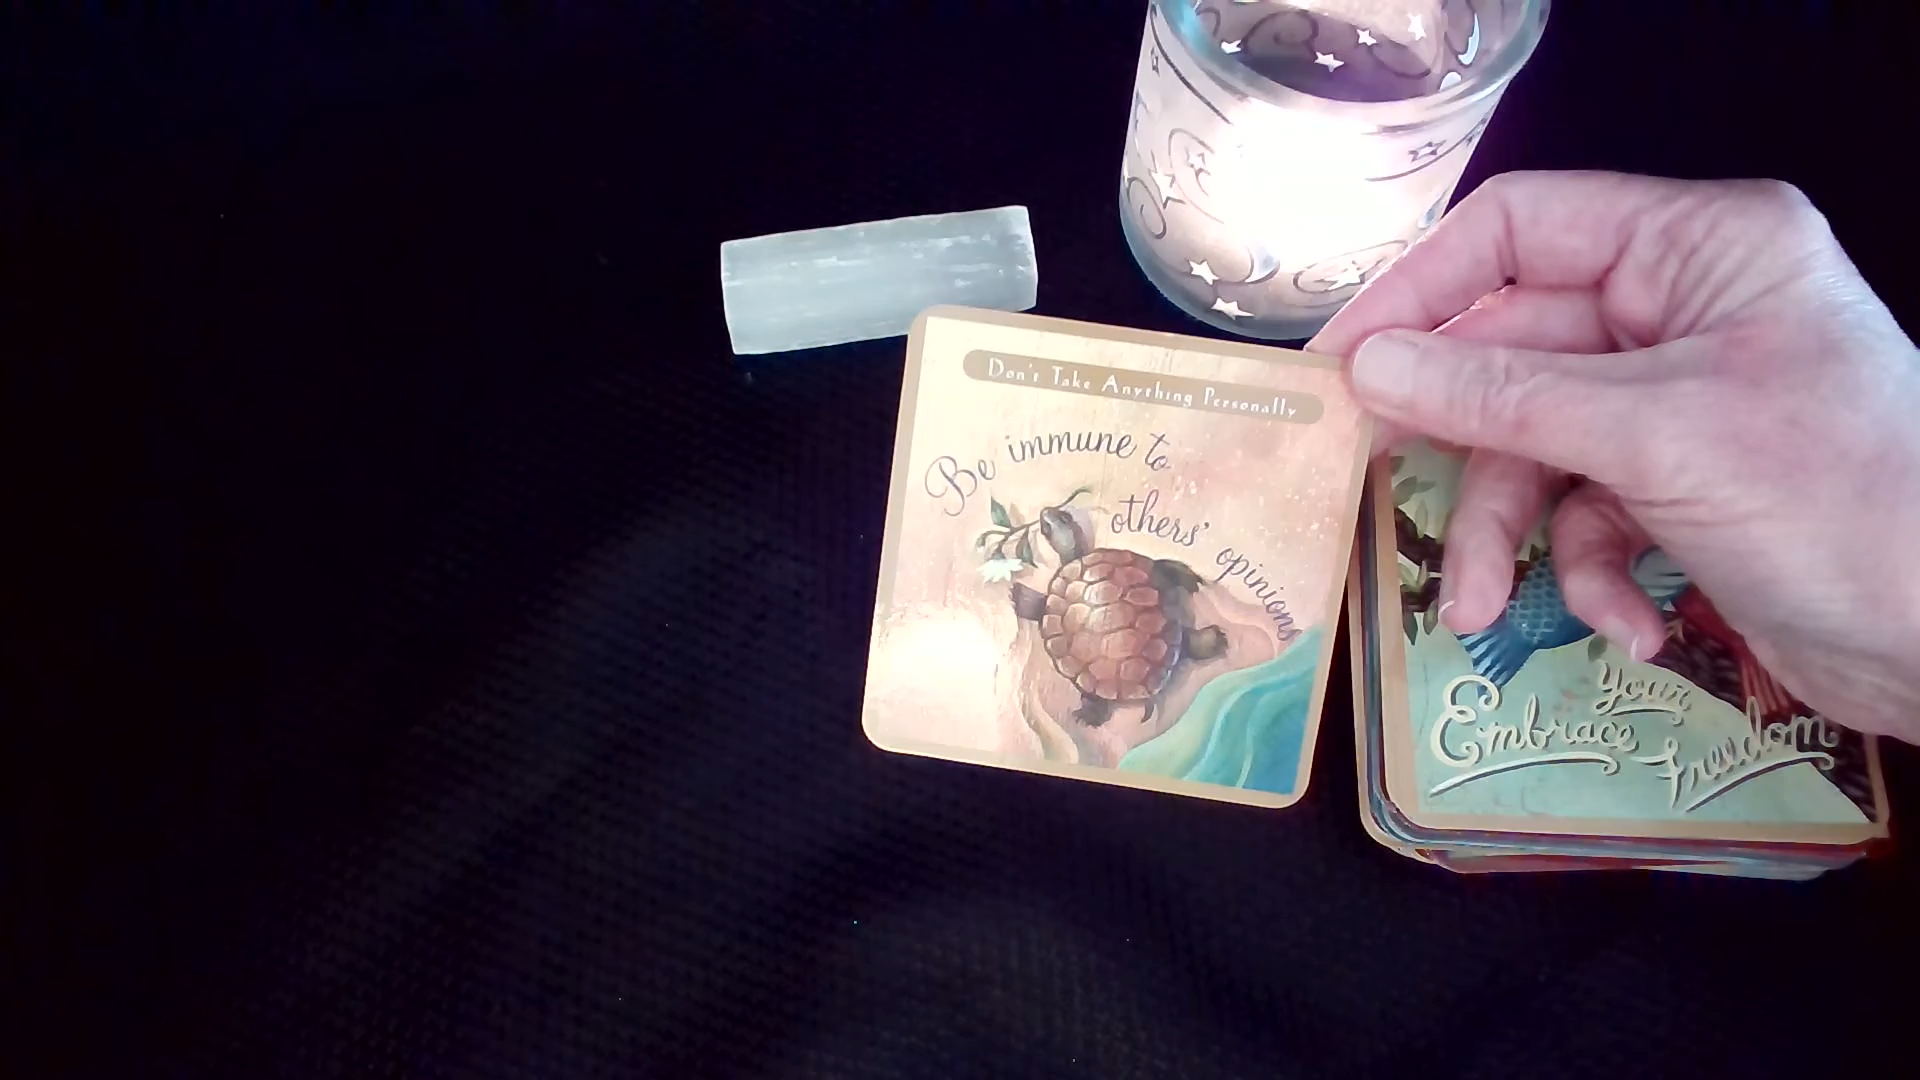 Don't Take Anything Personally
Be immune to
others' opinions
Embrace Your Freedom